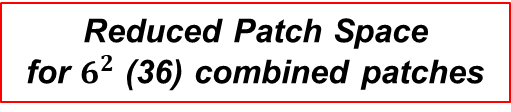 Reduced Patch Space
for 6² (36) combined patches